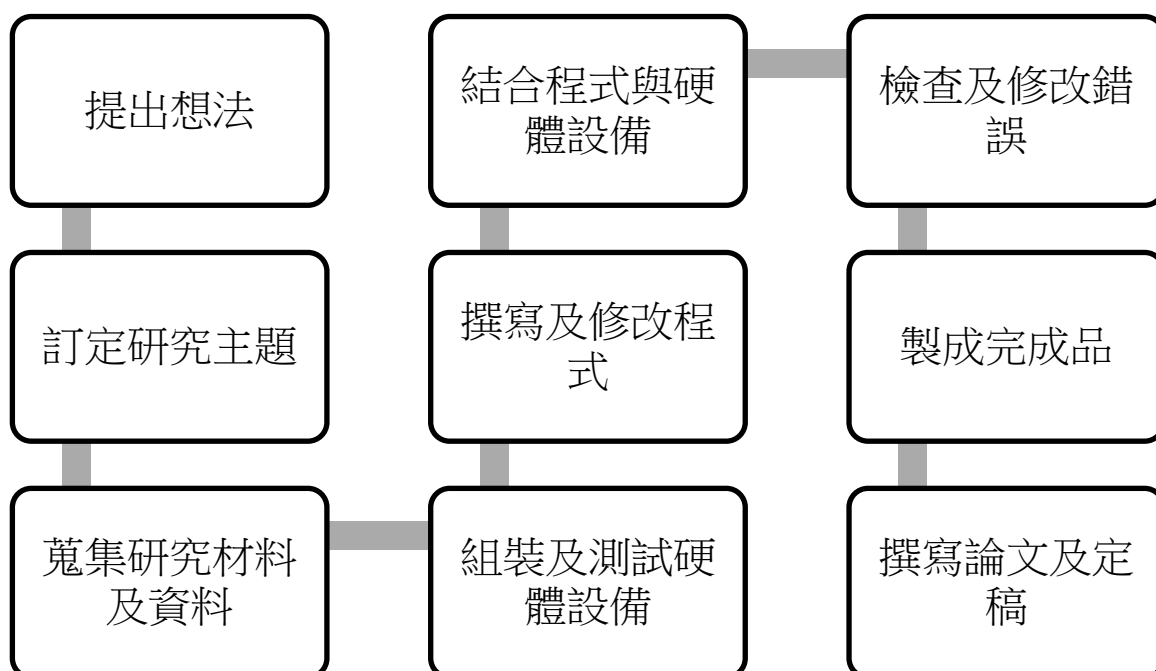 提出想法
訂定研究主題
蒐集研究材料
及資料
組裝及測試硬
體設備
撰寫及修改程
式
結合程式與硬
體設備
檢查及修改錯
誤
製成完成品
撰寫論文及定
稿